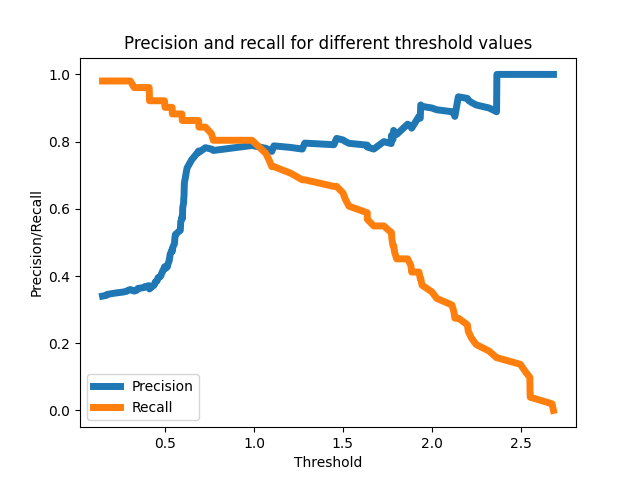 Precision and recall for different threshold values
1.0
0.8
0.6
0.4
0.2
0.0
Precision/Recall
Precision
Recall
0.5
1.0
1.5
2.0
2.5
Threshold